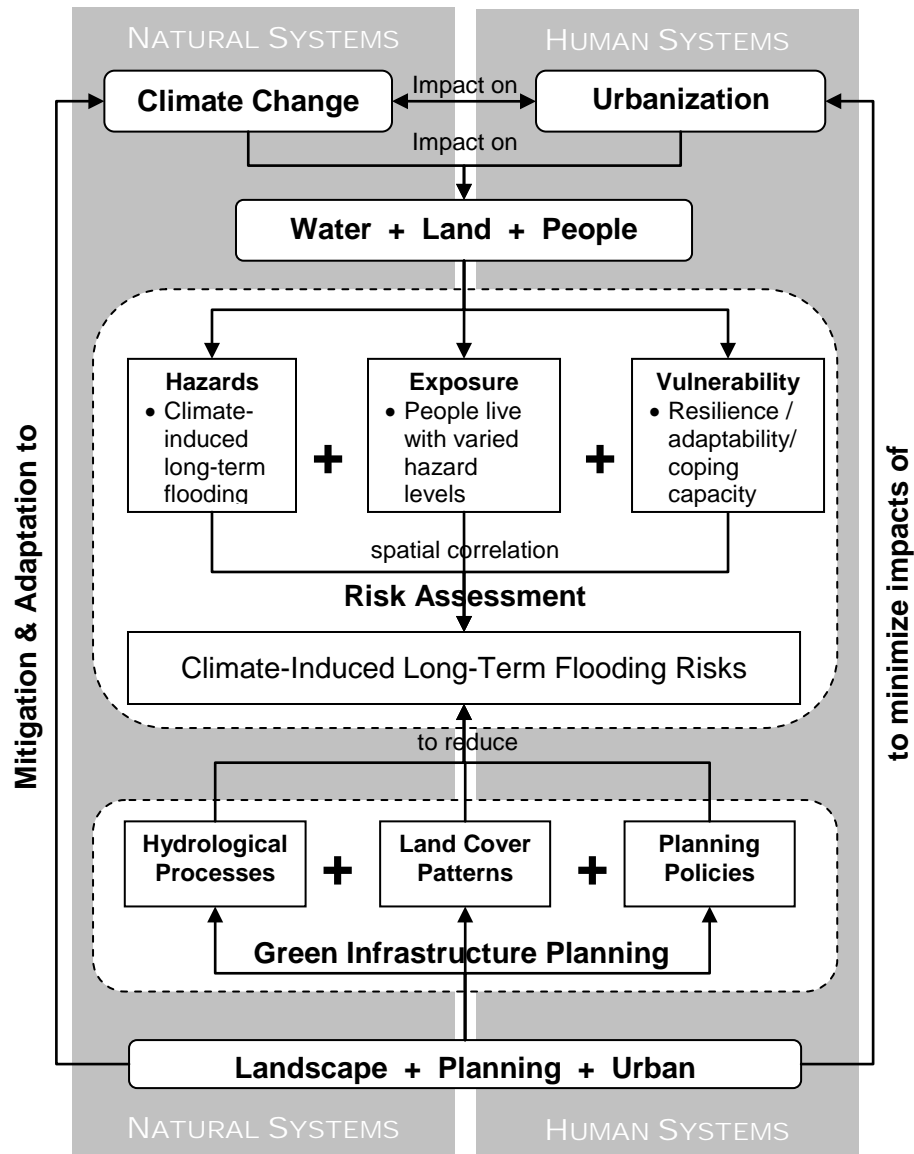 NATURAL SYSTEMS
HUMAN SYSTEMS
Climate Change
Impact on
Urbanization
Impact on
Water + Land + People
Hazards
• Climate-
induced
long-term
flooding
+
Exposure
• People live
with varied
hazard
levels
+
Vulnerability
• Resilience /
adaptability/
coping
capacity
spatial correlation
Risk Assessment
Climate-Induced Long-Term Flooding Risks
to reduce
Hydrological
Processes
+
Land Cover
Patterns
+
Planning
Policies
Green Infrastructure Planning
Landscape + Planning + Urban
Mitigation & Adaptation to
to minimize impacts of
NATURAL SYSTEMS
HUMAN SYSTEMS